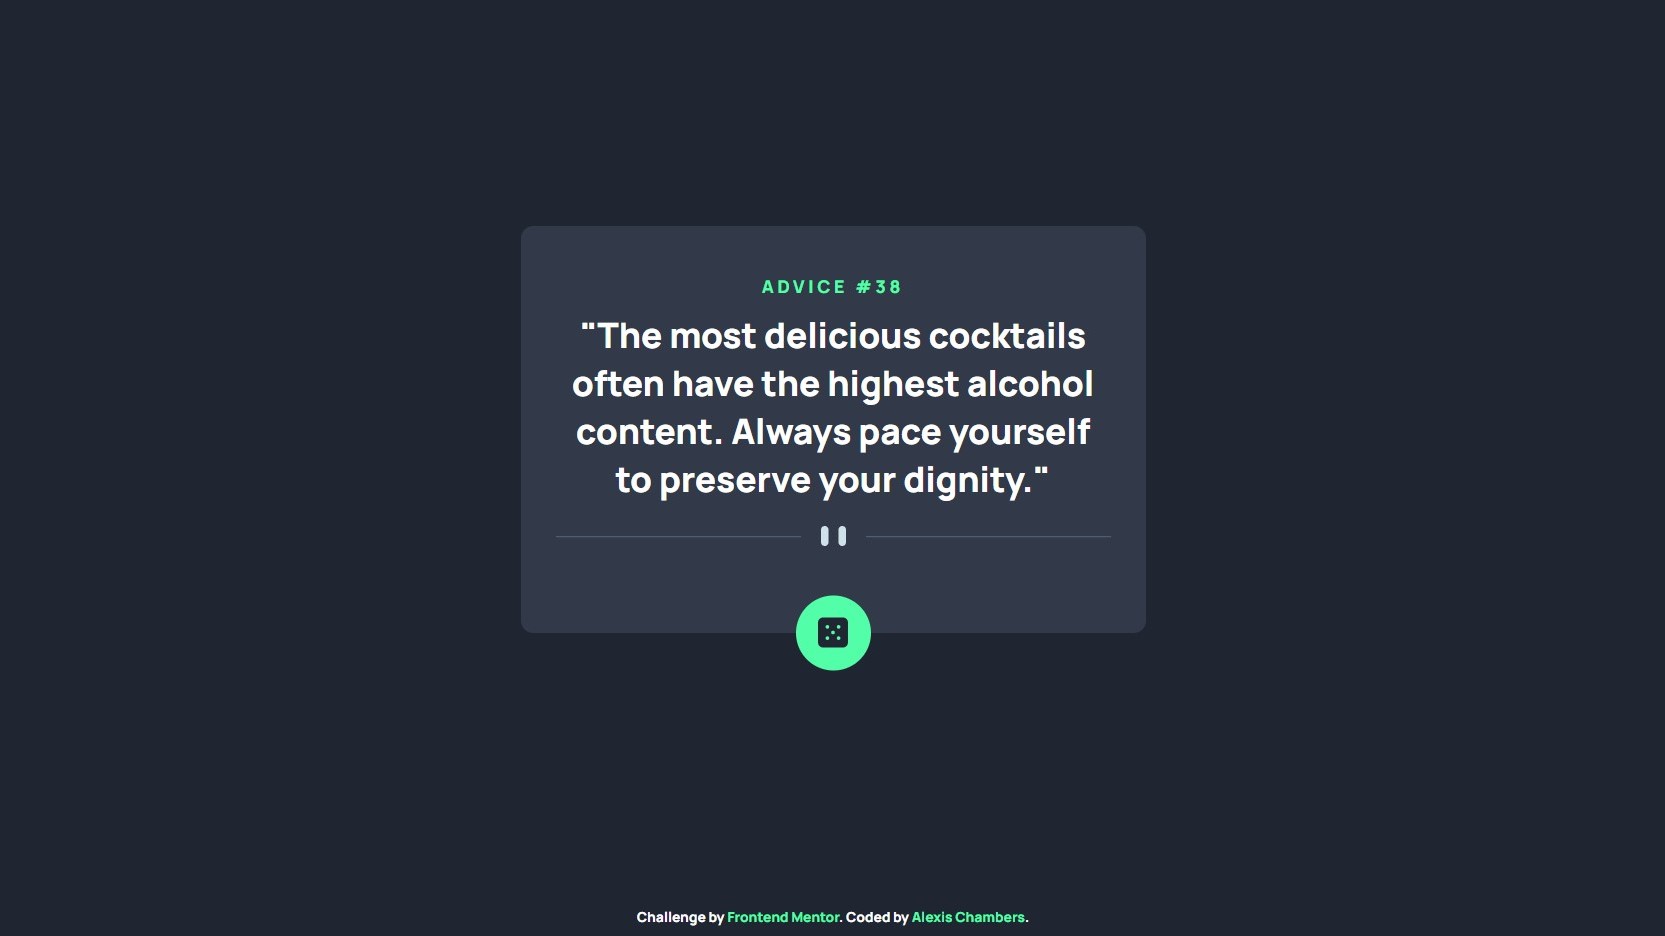 ADVICE #38
"The most delicious cocktails
often have the highest alcohol
content. Always pace yourself
to preserve your dignity."
Challenge by Frontend Mentor. Coded by Alexis Chambers.